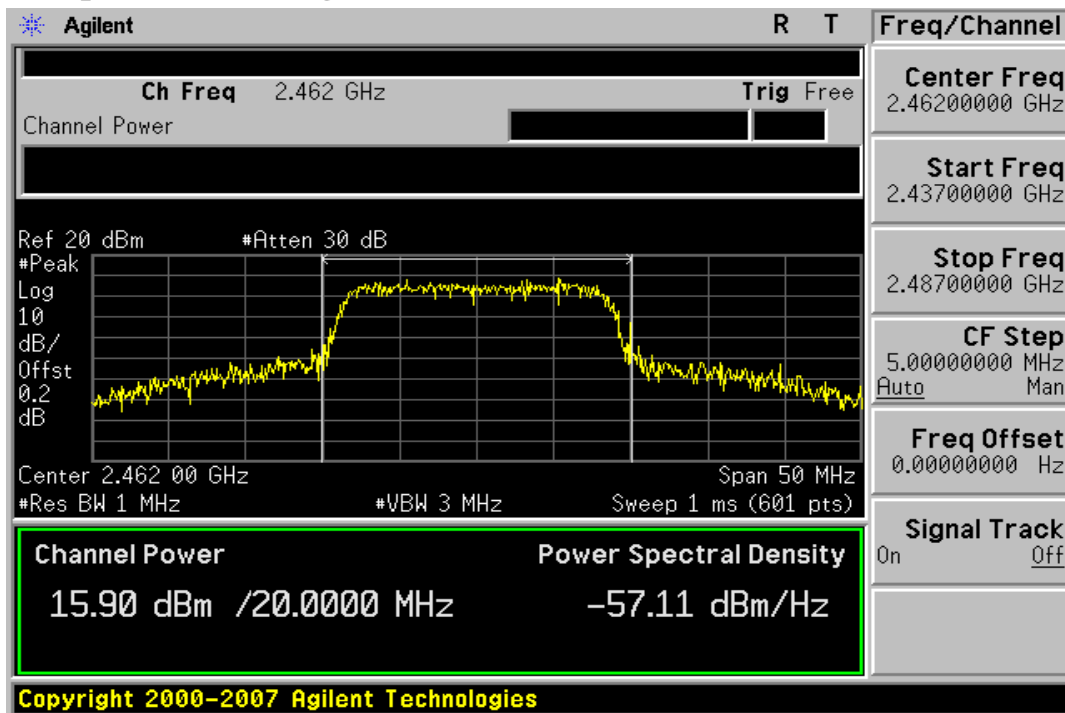 Agilent R T
Freq/Channel
Ch Freq 2.462 GHz Trig Free
Channel Power
Center Freq
2.46200000 GHz
Start Freq
2.43700000 GHz
Stop Freq
2.48700000 GHz
CF Step
5.00000000 MHz
Auto Man
Freq Offset
0.00000000 Hz
Signal Track
On Off
Ref 20 dBm #Atten 30 dB
#Peak
Log
10
dB/
Offst
0.2
dB
Center 2.462 00 GHz Span 50 MHz
#Res BW 1 MHz #VBW 3 MHz Sweep 1 ms (601 pts)
Channel Power Power Spectral Density
15.90 dBm /20.0000 MHz -57.11 dBm/Hz
Copyright 2000-2007 Agilent Technologies